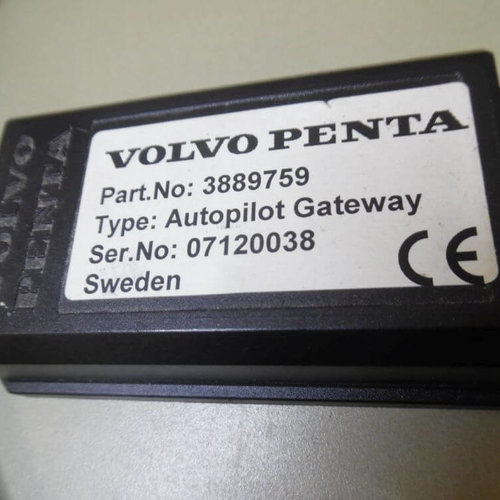 VOLVO
PENTA
VOLVO PENTA
Part.No: 3889759
Type: Autopilot Gateway
Ser.No: 07120038
Sweden
CE